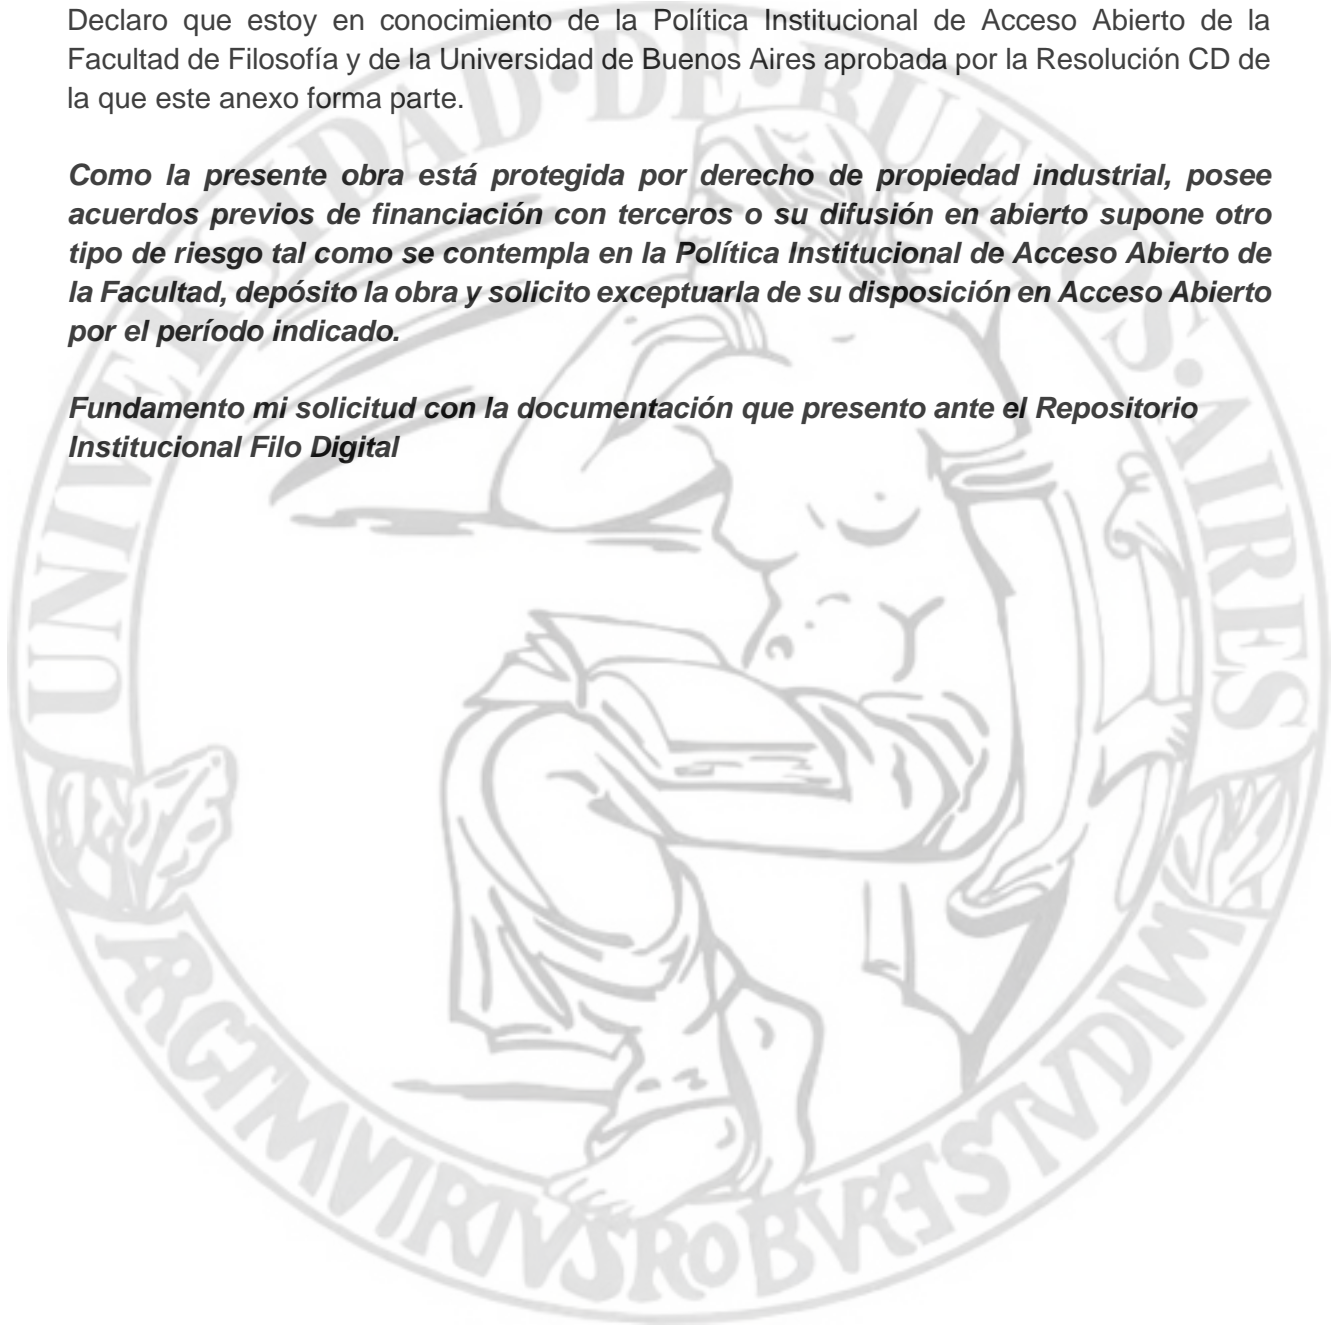 Declaro que estoy en conocimiento de la Política Institucional de Acceso Abierto de la
Facultad de Filosofía y de la Universidad de Buenos Aires aprobada por la Resolución CD de
la que este anexo forma parte.
Como la presente obra está protegida por derecho de propiedad industrial, posee
acuerdos previos de financiación con terceros o su difusión en abierto supone otro
tipo de riesgo tal como se contempla en la Política Institucional de Acceso Abierto de
la Facultad, depósito la obra y solicito exceptuarla de su disposición en Acceso Abierto
por el período indicado.
Fundamento mi solicitud con la documentación que presento ante el Repositorio
Institucional Filo Digital
UNIVERSIDAD·DE·BUENOS·AIRES
ARGTMVIRTVSROBVRETSTVDIVM